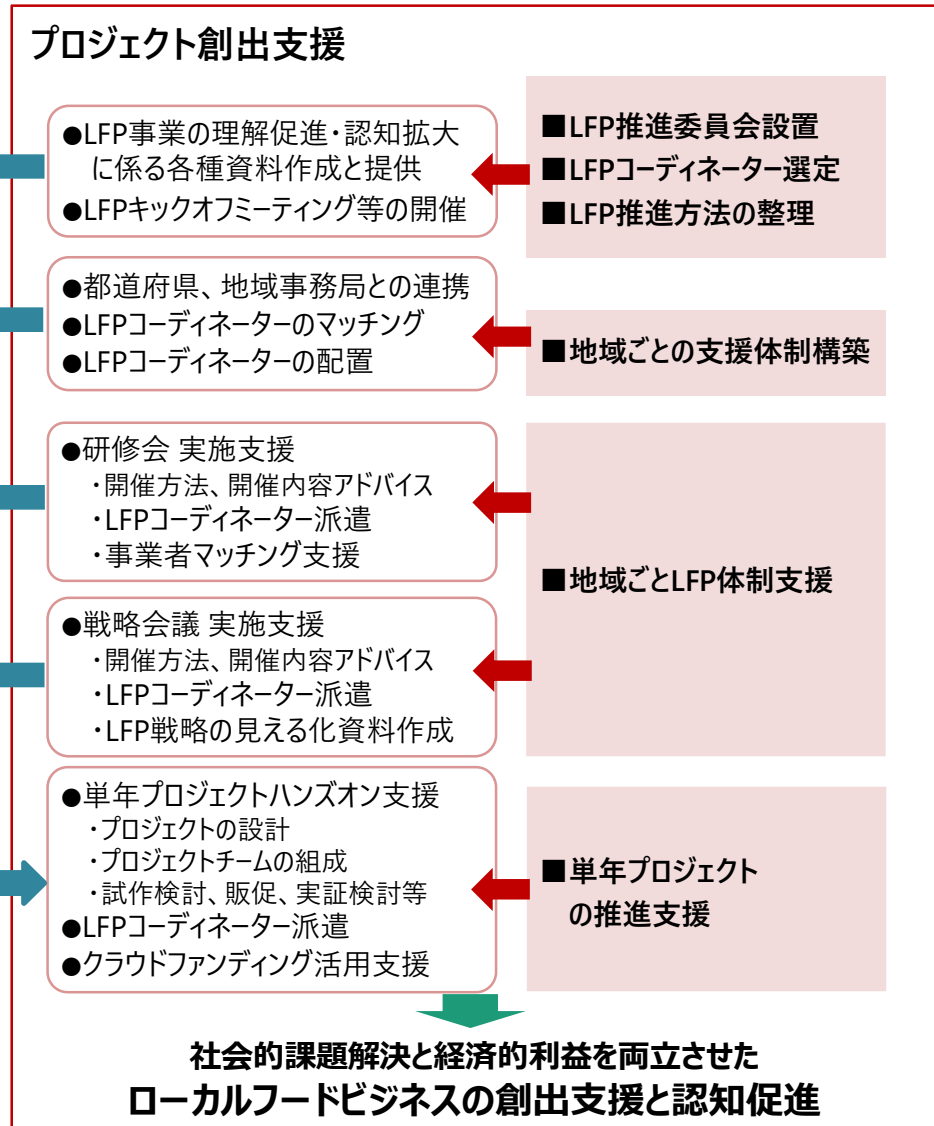 プロジェクト創出支援
●LFP事業の理解促進・認知拡大
に係る各種資料作成と提供
●LFPキックオフミーティング等の開催
■LFP推進委員会設置
■LFPコーディネーター選定
■LFP推進方法の整理
●都道府県、地域事務局との連携
●LFPコーディネーターのマッチング
●LFPコーディネーターの配置
■地域ごとの支援体制構築
●研修会 実施支援
・開催方法、開催内容アドバイス
・LFPコーディネーター派遣
・事業者マッチング支援
●戦略会議 実施支援
・開催方法、開催内容アドバイス
・LFPコーディネーター派遣
・LFP戦略の見える化資料作成
■地域ごとLFP体制支援
●単年プロジェクトハンズオン支援
・プロジェクトの設計
・プロジェクトチームの組成
・試作検討、販促、実証検討等
●LFPコーディネーター派遣
●クラウドファンディング活用支援
■単年プロジェクト
の推進支援
社会的課題解決と経済的利益を両立させた
ローカルフードビジネスの創出支援と認知促進